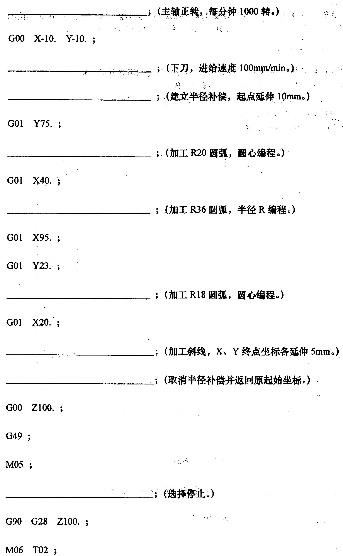 ；(主轴正转，每分钟1000转。)
G00 X-10. Y-10. ；
；(下刀，进给速度100mm/min。)
；(建立半径补偿，起点延伸10mm。)
G01 Y75. ；
；(加工R20圆弧，圆心编程。)
G01 X40. ；
；(加工R36圆弧，半径R编程。)
G01 X95. ；
G01 Y23. ；
；(加工R18圆弧，圆心编程。)
G01 X20. ；
；(加工斜线，X、Y终点坐标各延伸5mm。)
；(取消半径补偿并返回原起始坐标。)
G00 Z100. ；
G49 ；
M05 ；
；(选择停止。)
G90 G28 Z100. ；
M06 T02 ；